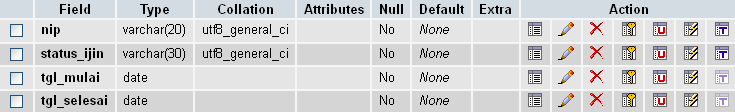 Field Type Collation Attributes Null Default Extra Action
nip varchar(20) utf8_general_ci No None
status_ijin varchar(30) utf8_general_ci No None
tgl_mulai date No None
tgl_selesai date No None